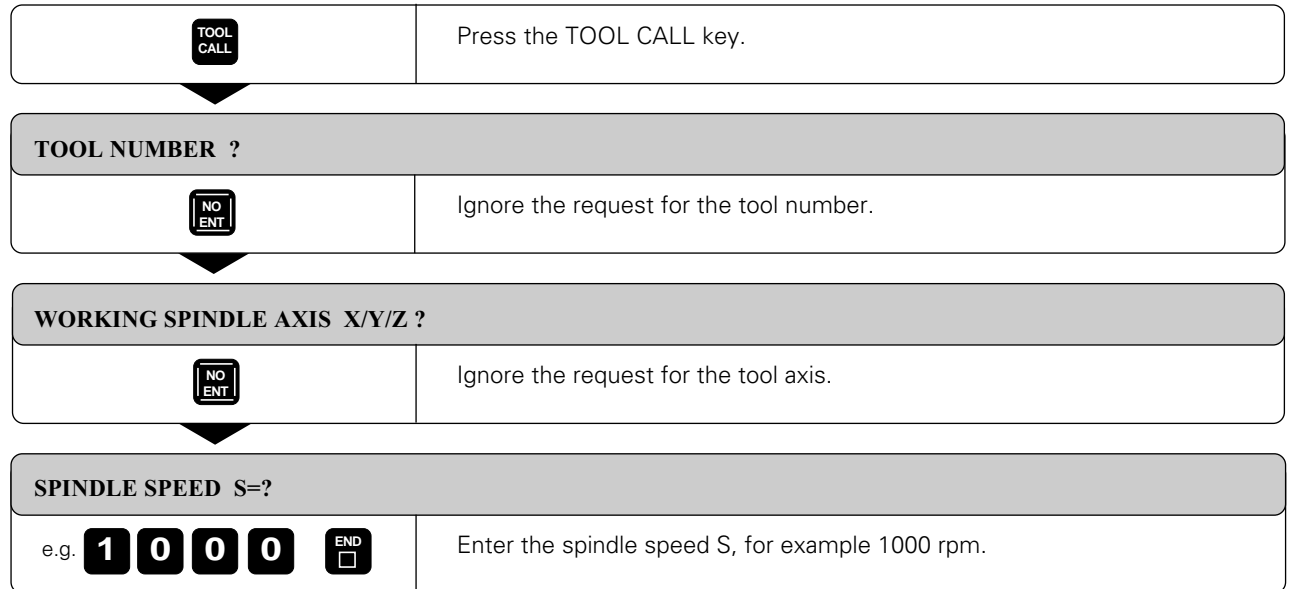 TOOL
CALL
Press the TOOL CALL key.
TOOL NUMBER ?
NO
ENT
Ignore the request for the tool number.
WORKING SPINDLE AXIS X/Y/Z ?
NO
ENT
Ignore the request for the tool axis.
SPINDLE SPEED S=?
e.g. 1 0 0 0 END
Enter the spindle speed S, for example 1000 rpm.